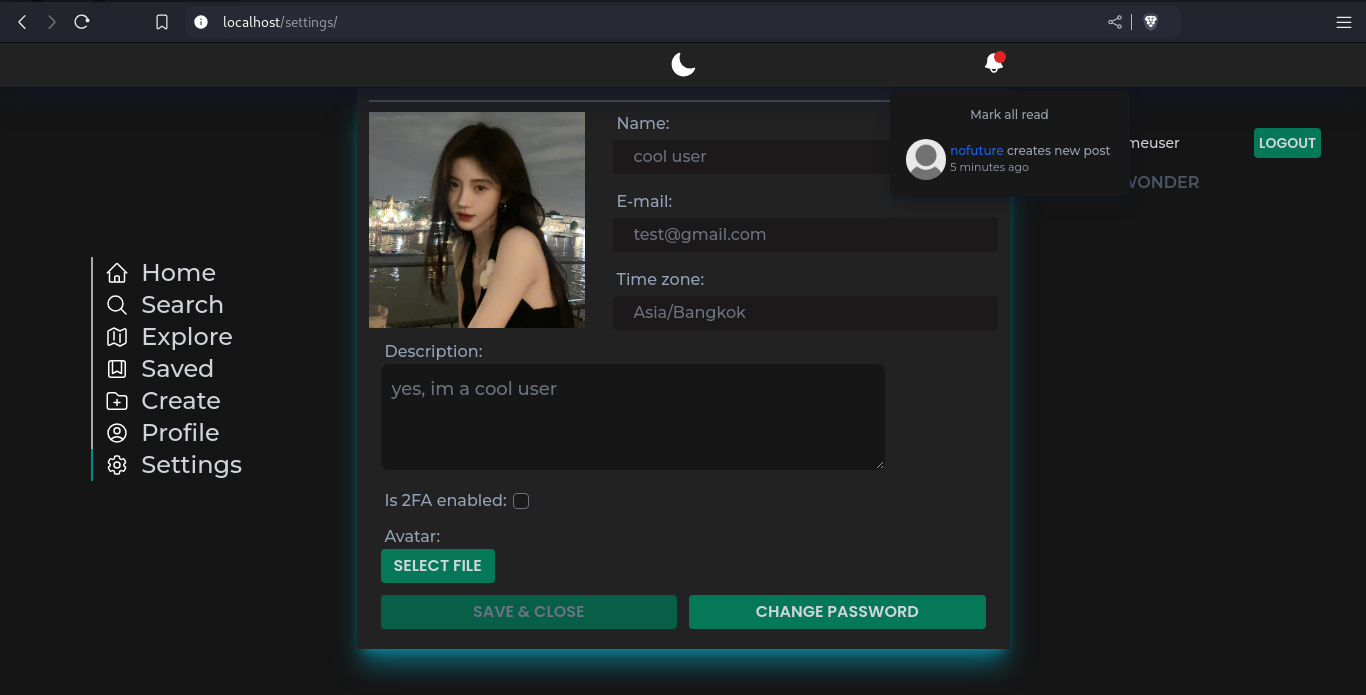 localhost/settings/
Mark all read
nofuture creates new post
5 minutes ago
meuser
LOGOUT
WONDER
Home
Search
Explore
Saved
Create
Profile
Settings
Name:
cool user
E-mail:
test@gmail.com
Time zone:
Asia/Bangkok
Description:
yes, im a cool user
Is 2FA enabled:
Avatar:
SELECT FILE
SAVE & CLOSE
CHANGE PASSWORD